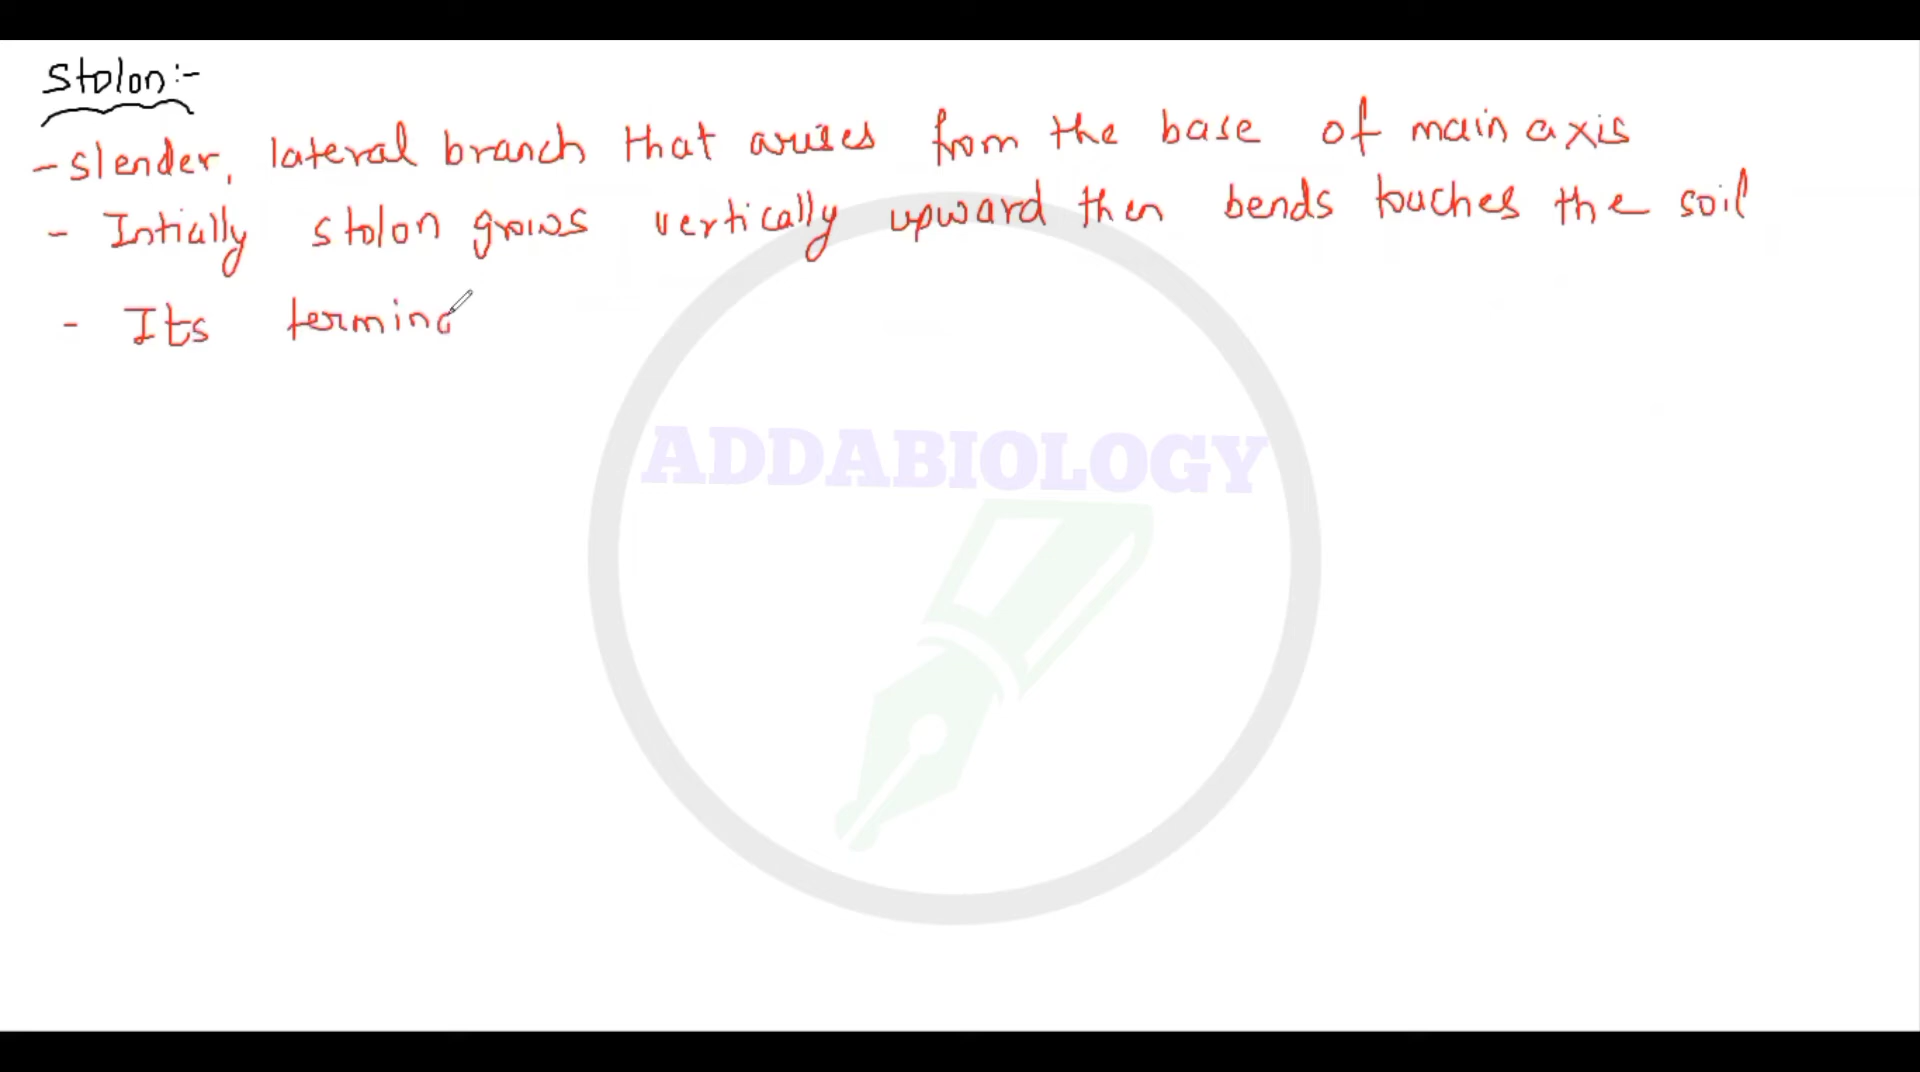 Stolon:-
- Slender, lateral branch that arises from the base of main axis
- Intially stolon grows vertically upward then bends touches the soil
- Its termina
ADDABIOLOGY